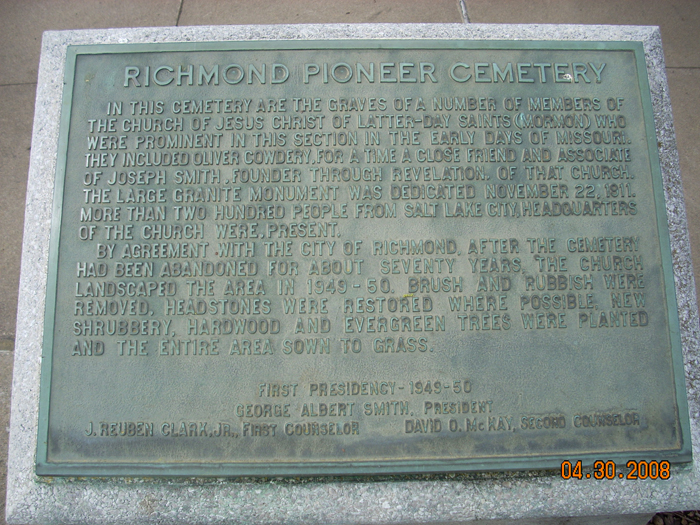 RICHMOND PIONEER CEMETERY
IN THIS CEMETERY ARE THE GRAVES OF A NUMBER OF MEMBERS OF
THE CHURCH OF JESUS CHRIST OF LATTER-DAY SAINTS (MORMON) WHO
WERE PROMINENT IN THIS SECTION IN THE EARLY DAYS OF MISSOURI.
THEY INCLUDED OLIVER COWDERY, FOR A TIME A CLOSE FRIEND AND ASSOCIATE
OF JOSEPH SMITH, FOUNDER THROUGH REVELATION, OF THAT CHURCH.
THE LARGE GRANITE MONUMENT WAS DEDICATED NOVEMBER 22, 1911.
MORE THAN TWO HUNDRED PEOPLE FROM SALT LAKE CITY, HEADQUARTERS
OF THE CHURCH WERE, PRESENT.
BY AGREEMENT WITH THE CITY OF RICHMOND, AFTER THE CEMETERY
HAD BEEN ABANDONED FOR ABOUT SEVENTY YEARS, THE CHURCH
LANDSCAPED THE AREA IN 1949-50. BRUSH AND RUBBISH WERE
REMOVED, HEADSTONES WERE RESTORED WHERE POSSIBLE, NEW
SHRUBBERY, HARDWOOD AND EVERGREEN TREES WERE PLANTED
AND THE ENTIRE AREA SOWN TO GRASS.
FIRST PRESIDENCY-1949-50
GEORGE ALBERT SMITH, PRESIDENT
J. REUBEN CLARK, JR., FIRST COUNSELOR DAVID O. McKAY, SECOND COUNSELOR
04.30.2008